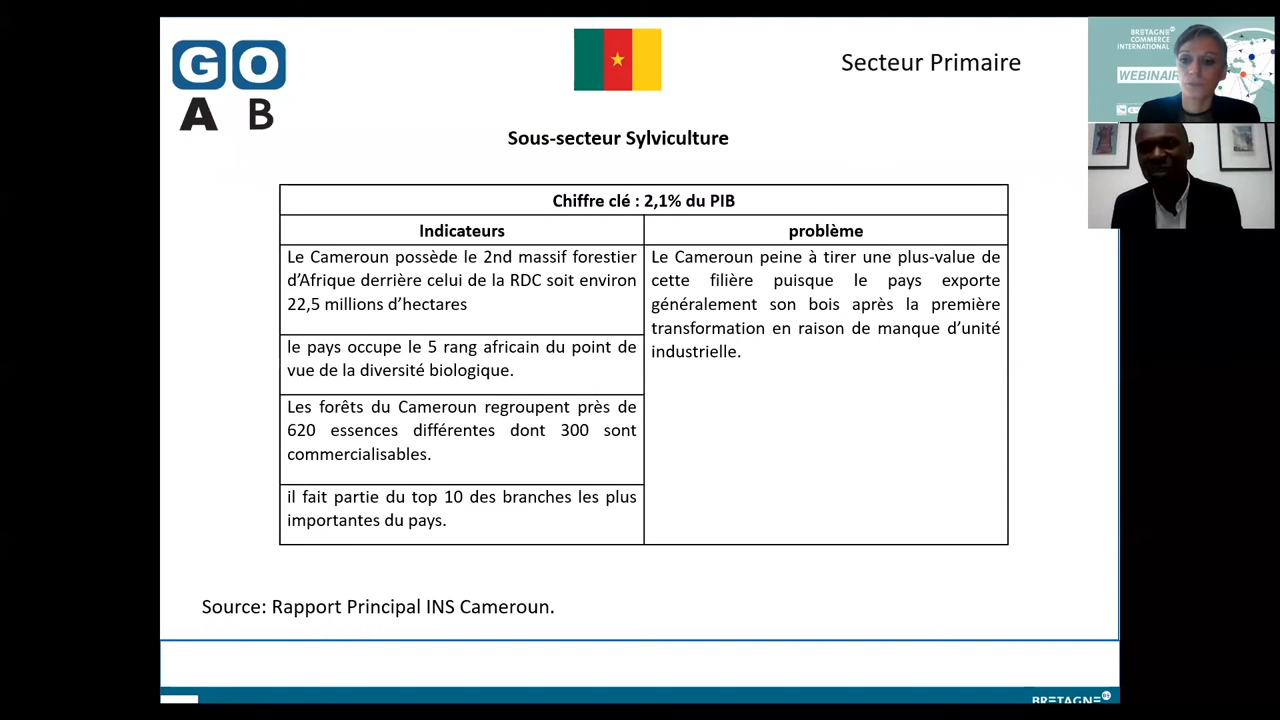 GO
A B
Secteur Primaire
BRETAGNE
COMMERCE
INTERNATIONAL
WEBINAIR
Sous-secteur Sylviculture
Chiffre clé : 2,1% du PIB
Indicateurs
problème
Le Cameroun possède le 2nd massif forestier
d’Afrique derrière celui de la RDC soit environ
22,5 millions d’hectares
le pays occupe le 5 rang africain du point de
vue de la diversité biologique.
Les forêts du Cameroun regroupent près de
620 essences différentes dont 300 sont
commercialisables.
il fait partie du top 10 des branches les plus
importantes du pays.
Le Cameroun peine à tirer une plus-value de
cette filière puisque le pays exporte
généralement son bois après la première
transformation en raison de manque d’unité
industrielle.
Source: Rapport Principal INS Cameroun.
BRETAGNE